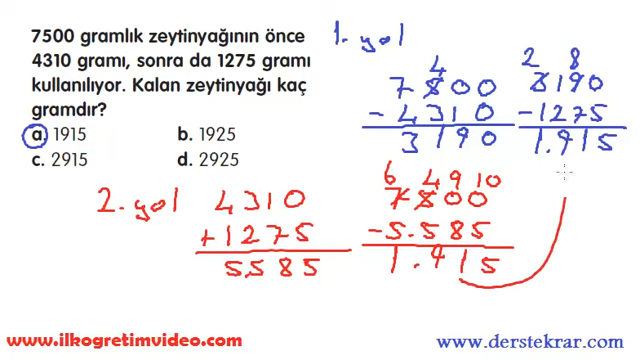 7500 gramlık zeytinyağının önce
4310 gramı, sonra da 1275 gramı
kullanılıyor. Kalan zeytinyağı kaç
gramdır?
a. 1915 b. 1925
c. 2915 d. 2925
1. yol
4
7500
- 4310
3190
2 8
3190
- 1275
1.915
2. yol
4310
+ 1275
5585
6 4 9 10
7500
- 5.585
1.915
www.ilkogretimvideo.com www.derstekrar.com